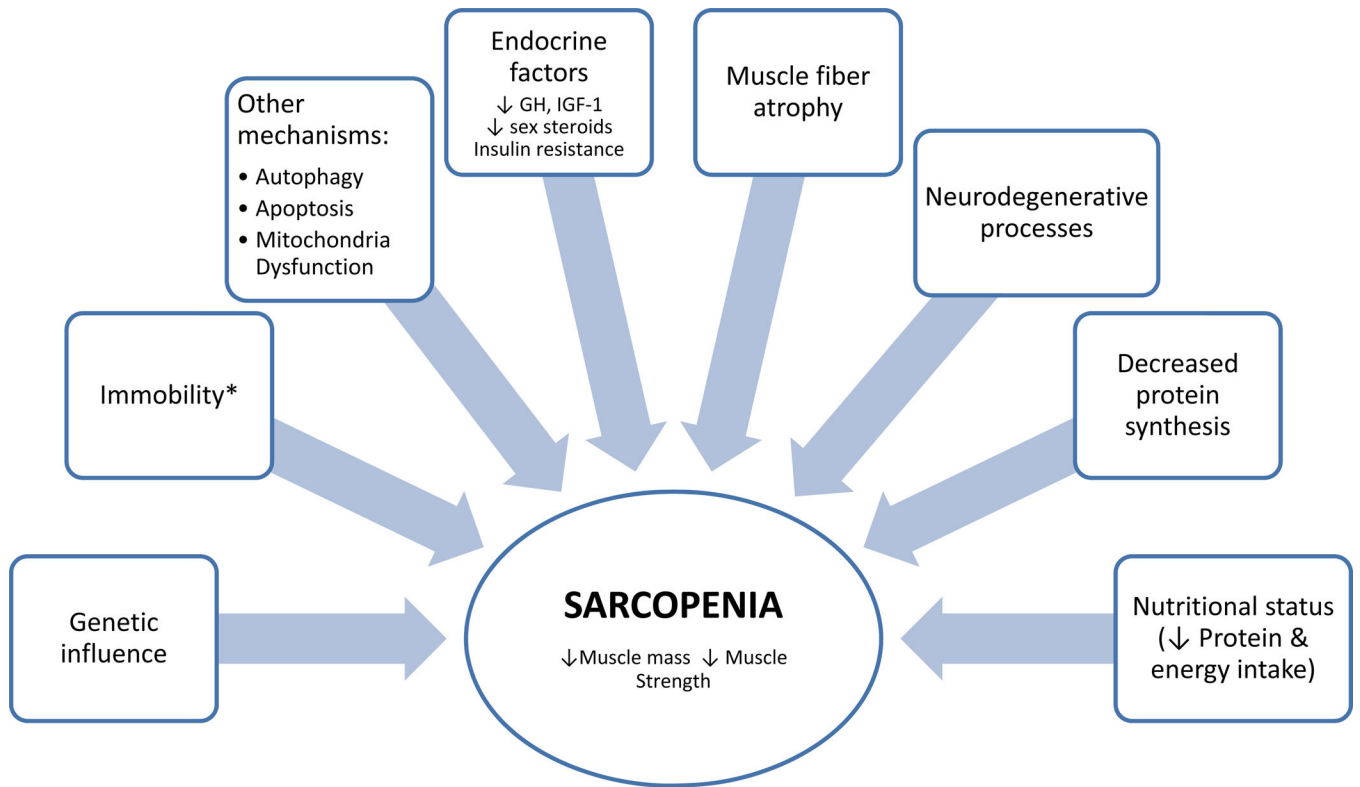 Endocrine
factors
↓ GH, IGF-1
↓ sex steroids
Insulin resistance
Muscle fiber
atrophy
Other
mechanisms:
• Autophagy
• Apoptosis
• Mitochondria
Dysfunction
Neurodegenerative
processes
Immobility*
Decreased
protein
synthesis
Genetic
influence
SARCOPENIA
↓Muscle mass ↓ Muscle
Strength
Nutritional status
(↓ Protein &
energy intake)